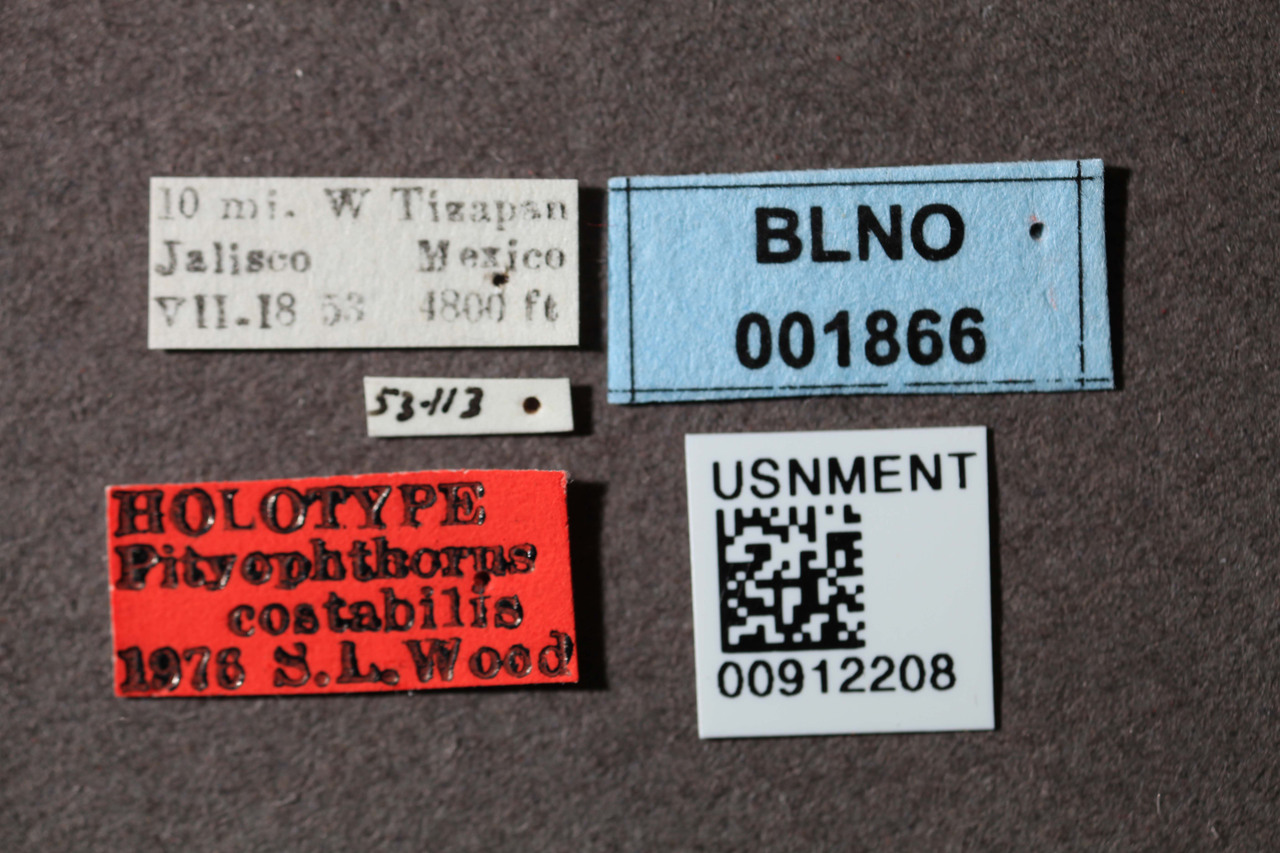 10 mi. W Tizapan
Jalisco Mexico
VII-18 53 4800 ft
BLNO
001866
53-113
HOLOTYPE
Pityophthorus
costabilis
1976 S.L.Wood
USNMENT
00912208